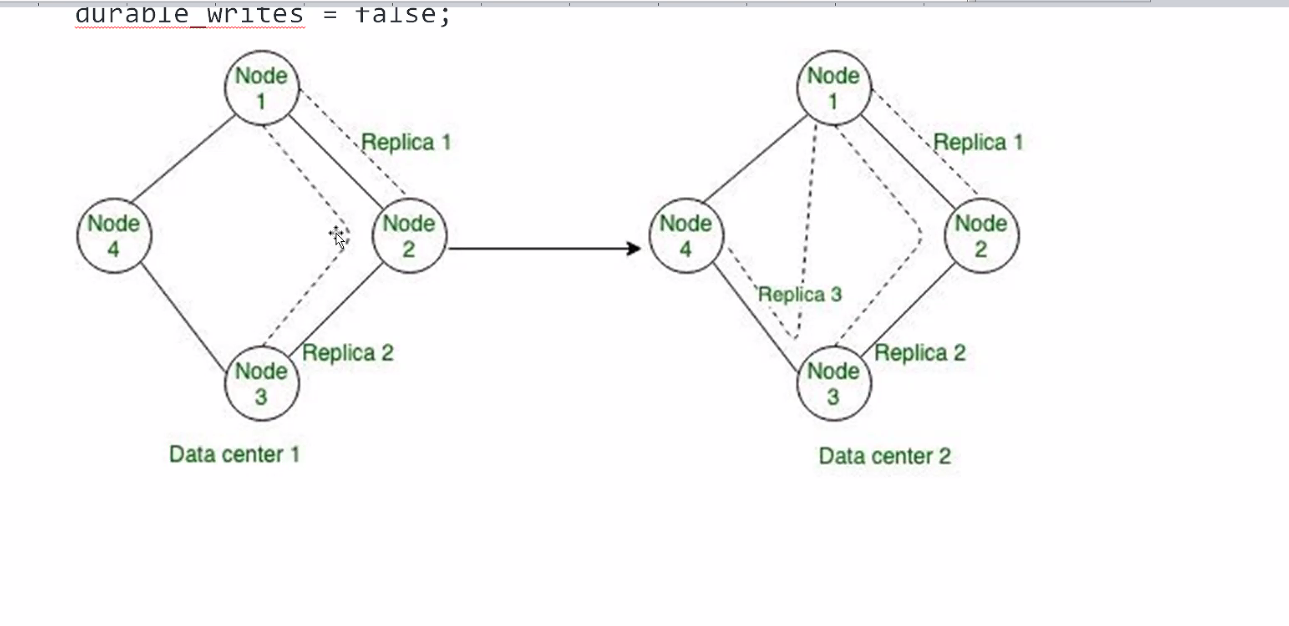 durable_writes = false;
Node
1
Replica 1
Node
4
Node
2
Replica 2
Node
3
Data center 1
Node
1
Replica 1
Node
4
Node
2
Replica 3
Replica 2
Node
3
Data center 2